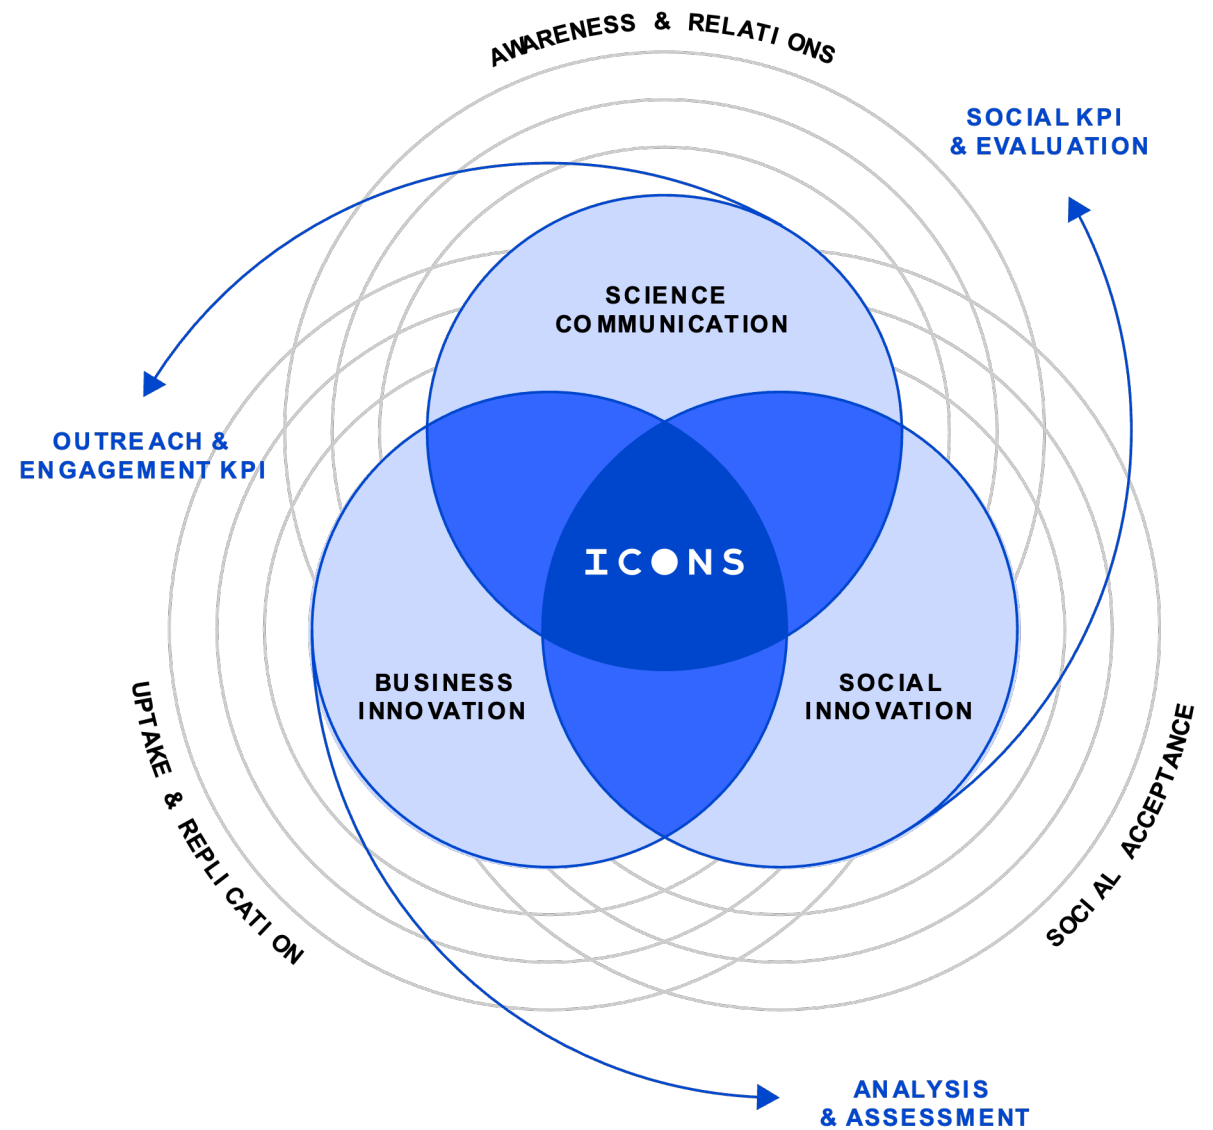 AWARENESS & RELATIONS
SOCIAL KPI
& EVALUATION
SCIENCE
COMMUNICATION
OUTREACH &
ENGAGEMENT KPI
ICONS
BUSINESS
INNOVATION
SOCIAL
INNOVATION
UPTAKE & REPLICATION
SOCIAL ACCEPTANCE
ANALYSIS
& ASSESSMENT